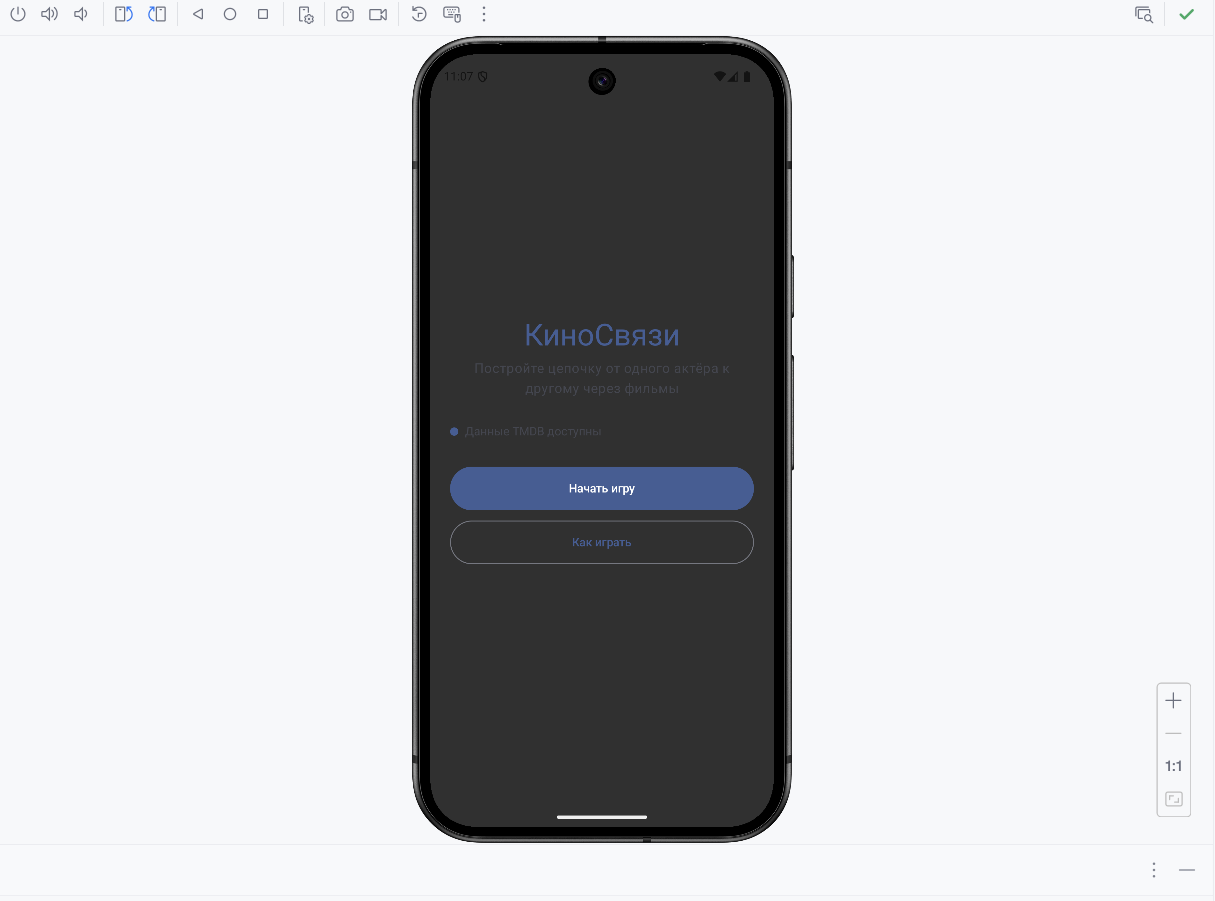 11:07
КиноСвязи
Постройте цепочку от одного актёра к
другому через фильмы
Данные TMDB доступны
Начать игру
Как играть
1:1